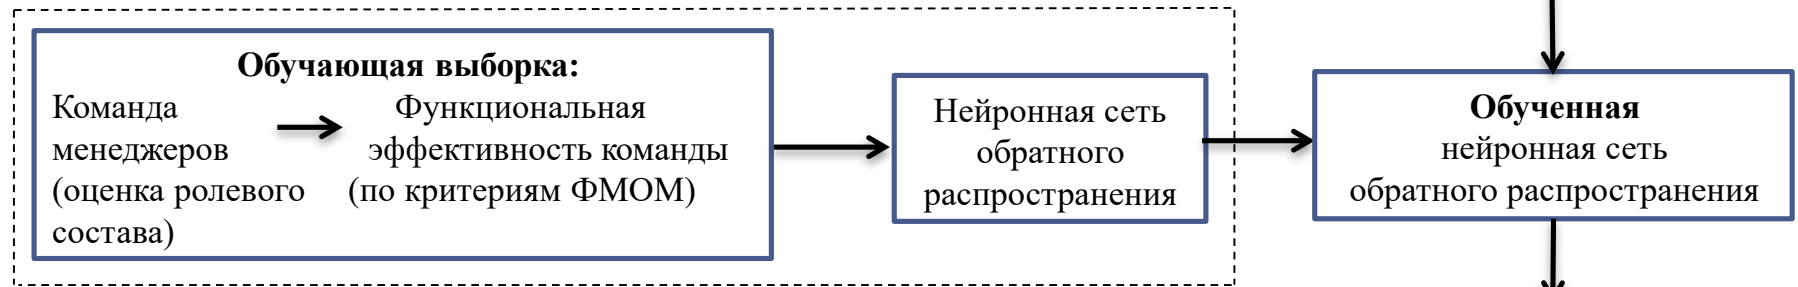 Обучающая выборка:
Команда
менеджеров
(оценка ролевого
состава)
Функциональная
эффективность команды
(по критериям ФМОМ)
Нейронная сеть
обратного
распространения
Обученная
нейронная сеть
обратного распространения